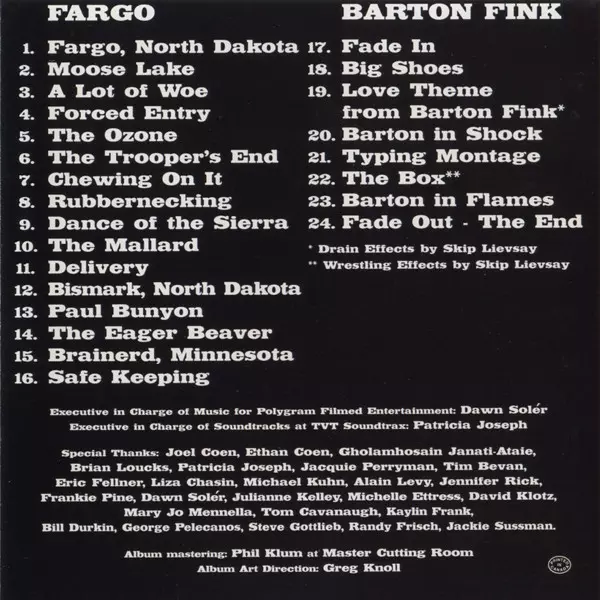 FARGO
1. Fargo, North Dakota
2. Moose Lake
3. A Lot of Woe
4. Forced Entry
5. The Ozone
6. The Trooper's End
7. Chewing On It
8. Rubbernecking
9. Dance of the Sierra
10. The Mallard
11. Delivery
12. Bismark, North Dakota
13. Paul Bunyon
14. The Eager Beaver
15. Brainerd, Minnesota
16. Safe Keeping
BARTON FINK
17. Fade In
18. Big Shoes
19. Love Theme
from Barton Fink*
20. Barton in Shock
21. Typing Montage
22. The Box**
23. Barton in Flames
24. Fade Out - The End
* Drain Effects by Skip Lievsay
** Wrestling Effects by Skip Lievsay
Executive in Charge of Music for Polygram Filmed Entertainment: Dawn Solér
Executive in Charge of Soundtracks at TVT Soundtrax: Patricia Joseph
Special Thanks: Joel Coen, Ethan Coen, Gholamhosain Janati-Ataie,
Brian Loucks, Patricia Joseph, Jacquie Perryman, Tim Bevan,
Eric Fellner, Liza Chasin, Michael Kuhn, Alain Levy, Jennifer Rick,
Frankie Pine, Dawn Solér, Julianne Kelley, Michelle Ettress, David Klotz,
Mary Jo Mennella, Tom Cavanaugh, Kaylin Frank,
Bill Durkin, George Pelecanos, Steve Gottlieb, Randy Frisch, Jackie Sussman.
Album mastering: Phil Klum at Master Cutting Room
Album Art Direction: Greg Knoll
PRINTED IN CANADA